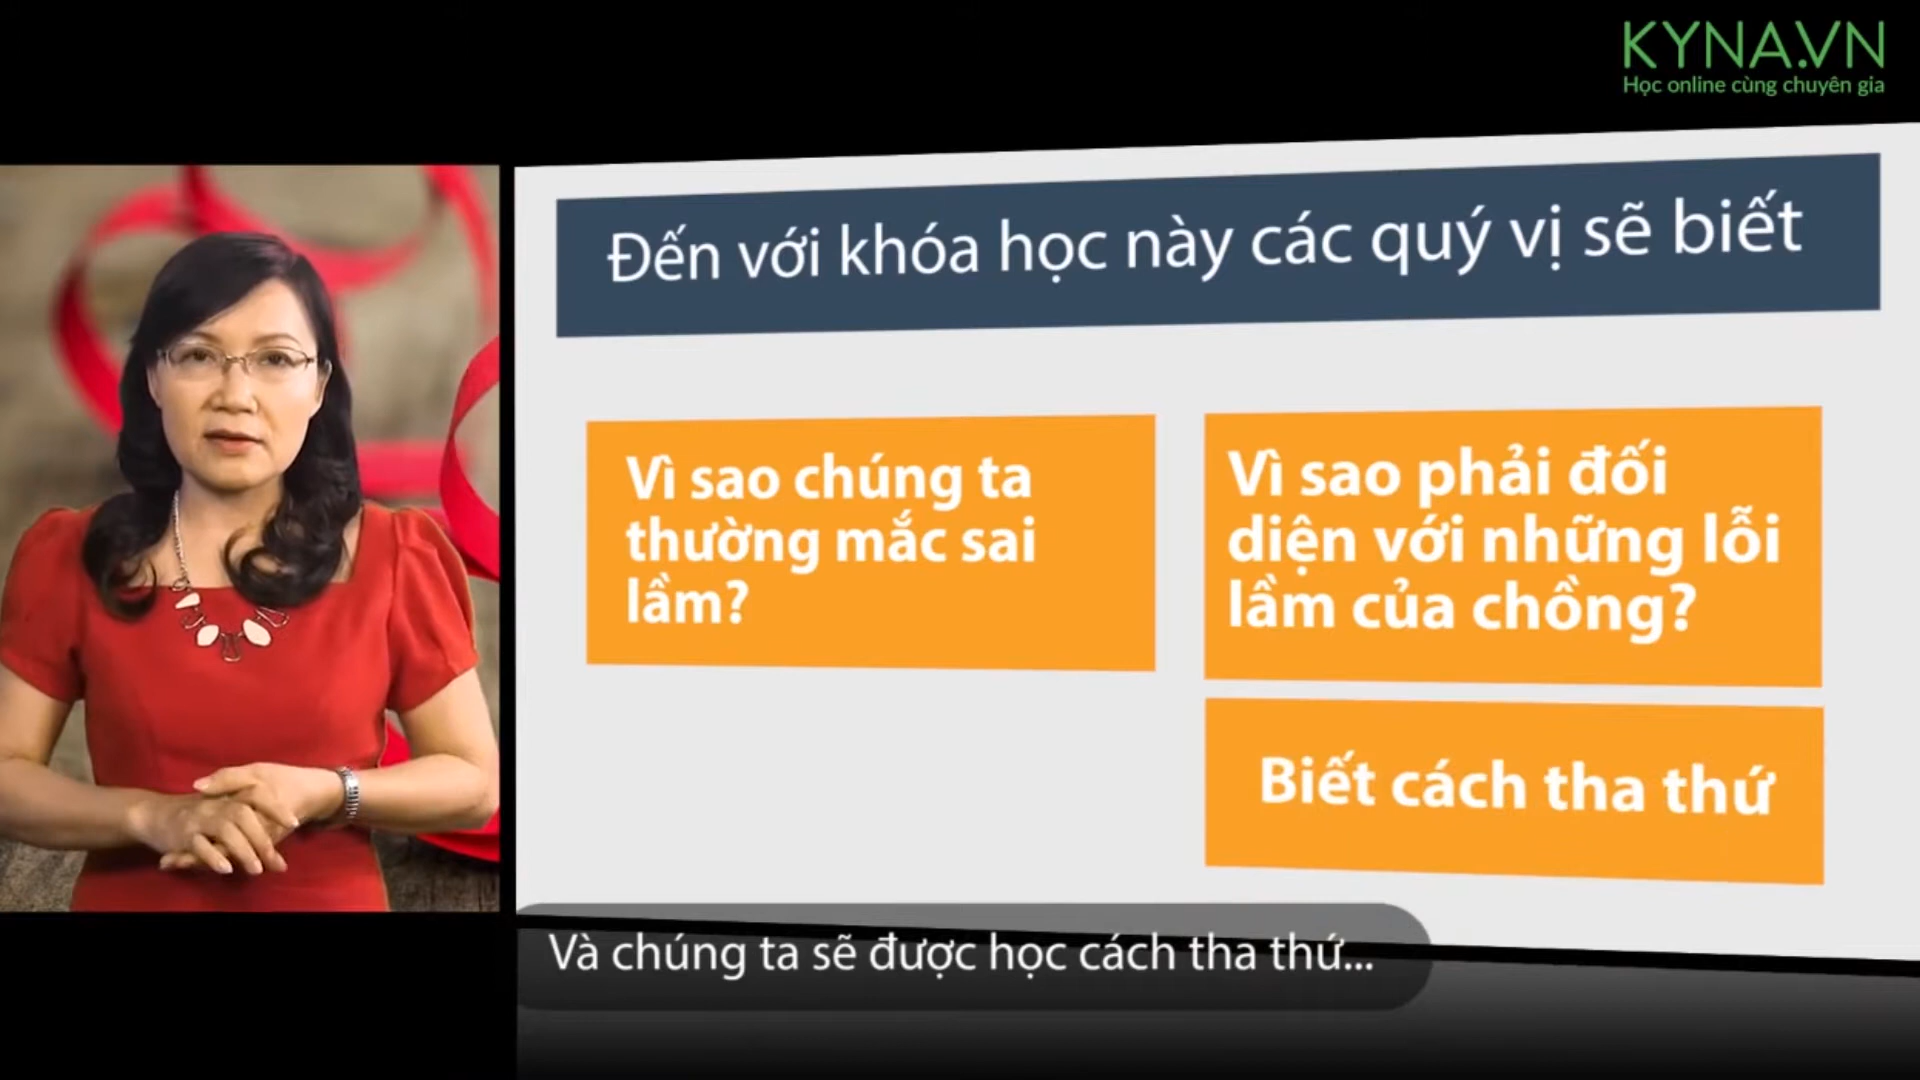 KYNA.VN
Học online cùng chuyên gia
Đến với khóa học này các quý vị sẽ biết
Vì sao chúng ta
thường mắc sai
lầm?
Vì sao phải đối
diện với những lỗi
lầm của chồng?
Biết cách tha thứ
Và chúng ta sẽ được học cách tha thứ...